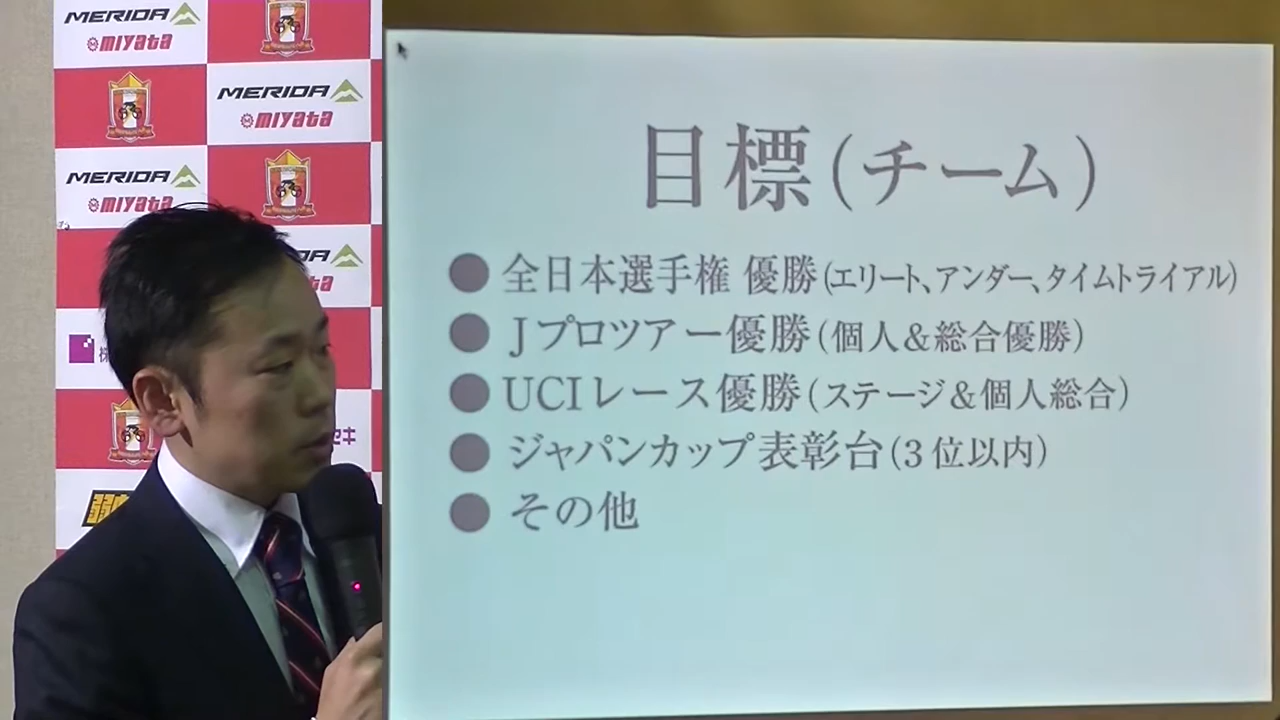 MERIDA
miyata
MERIDA
miyata
MERIDA
miyata
目標(チーム)
●全日本選手権 優勝(エリート、アンダー、タイムトライアル)
●Jプロツアー優勝(個人&総合優勝)
●UCIレース優勝(ステージ&個人総合)
●ジャパンカップ表彰台(3位以内)
●その他